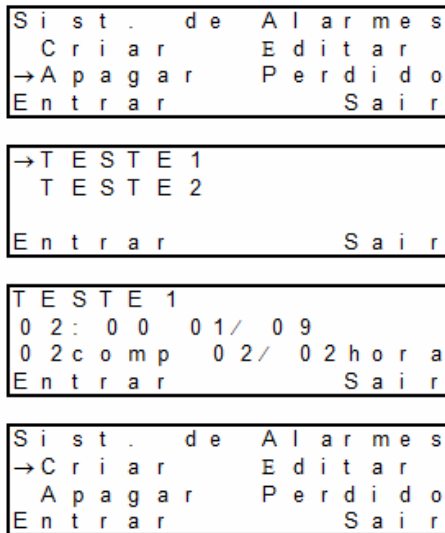 Sist. de Alarmes
Criar Editar
→Apagar Perdido
Entrar Sair
→TESTE1
TESTE2
Entrar Sair
TESTE1
02:00 01/09
02comp 02/02hora
Entrar Sair
Sist. de Alarmes
→Criar Editar
Apagar Perdido
Entrar Sair